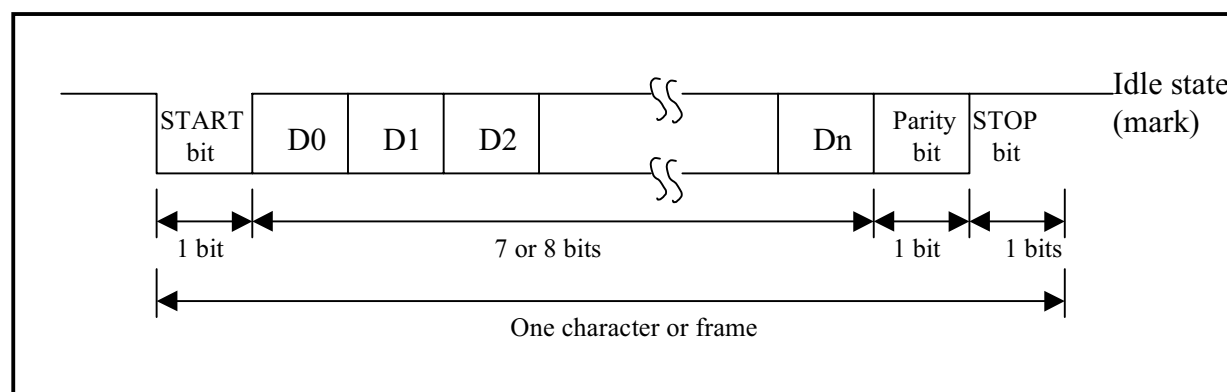 START
bit
D0
D1
D2
Dn
Parity
bit
STOP
bit
Idle state
(mark)
1 bit
7 or 8 bits
1 bit
1 bits
One character or frame